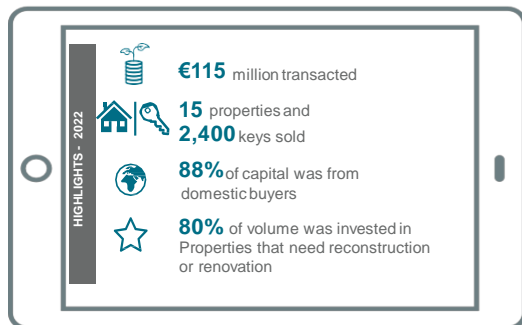 HIGHLIGHTS - 2022
€115 million transacted
15 properties and
2,400 keys sold
88% of capital was from
domestic buyers
80% of volume was invested in
Properties that need reconstruction
or renovation